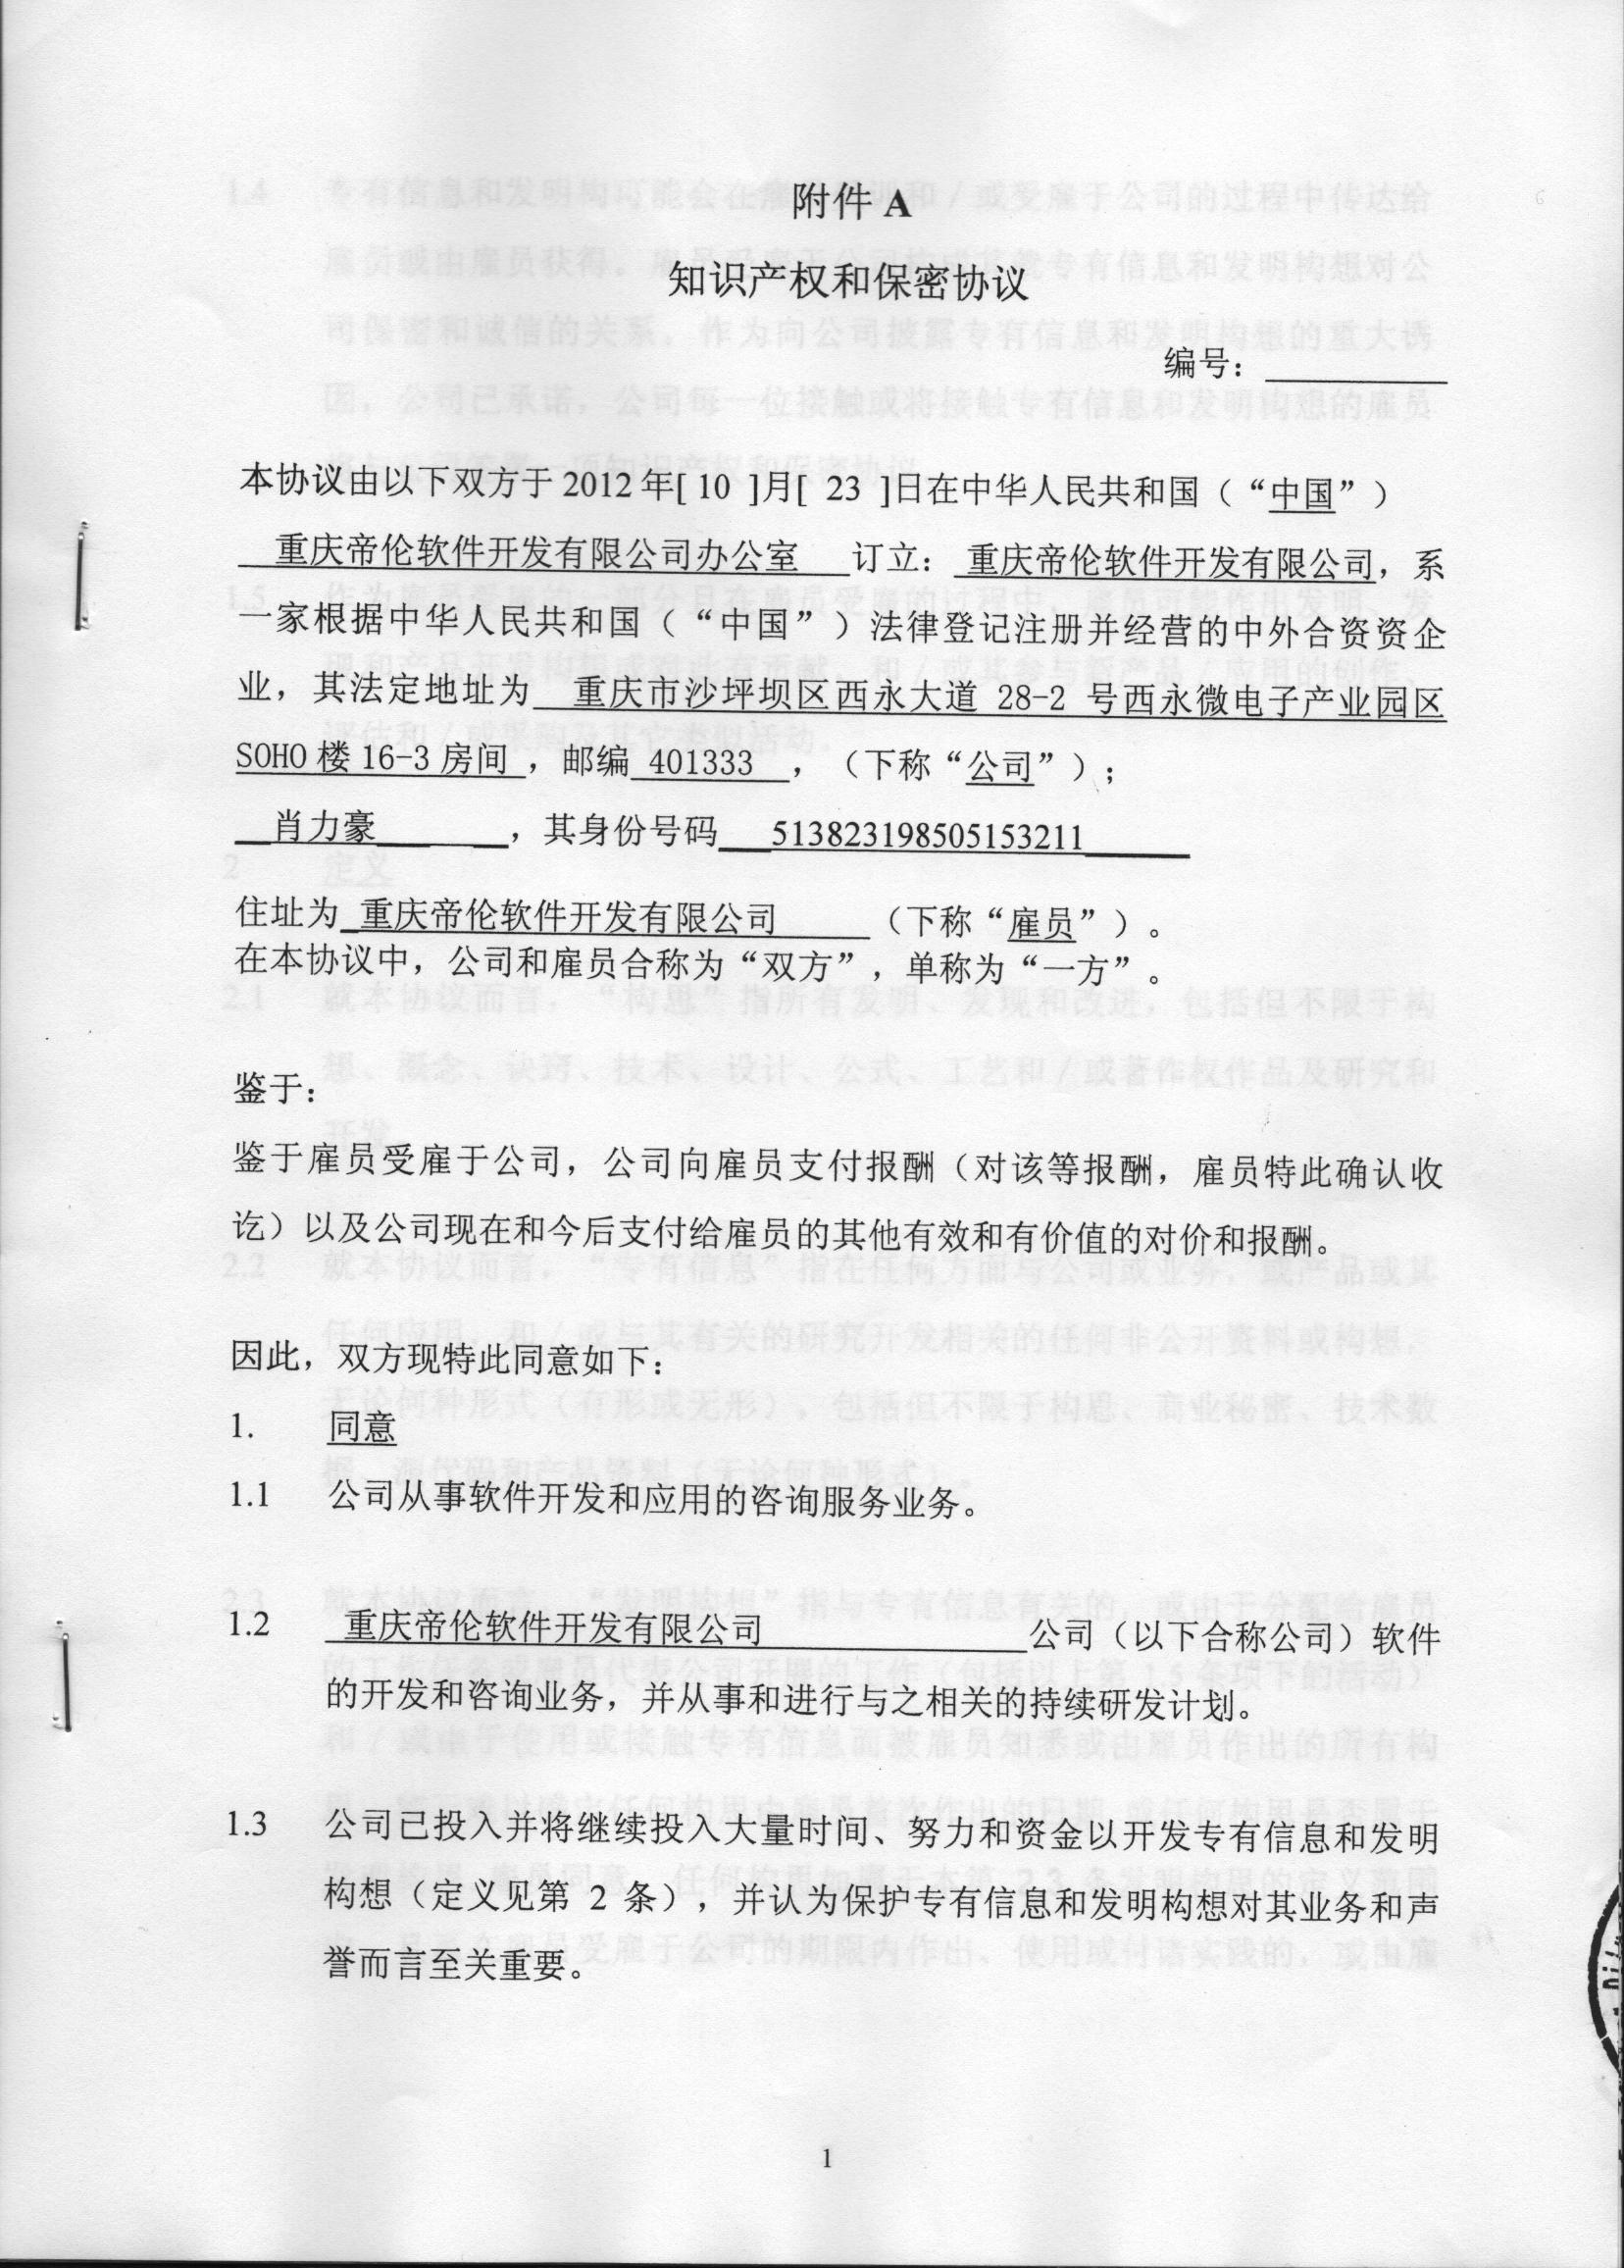 附件 A
知识产权和保密协议
编号：
本协议由以下双方于 2012 年[ 10 ]月[ 23 ]日在中华人民共和国（“中国”）
重庆帝伦软件开发有限公司办公室 订立： 重庆帝伦软件开发有限公司，系
一家根据中华人民共和国（“中国”）法律登记注册并经营的中外合资资企
业，其法定地址为 重庆市沙坪坝区西永大道 28-2 号西永微电子产业园区
SOHO 楼 16-3 房间 ，邮编 401333 ，（下称“公司”）；
肖力豪 ，其身份号码 513823198505153211
住址为 重庆帝伦软件开发有限公司 （下称“雇员”）。
在本协议中，公司和雇员合称为“双方”，单称为“一方”。
鉴于：
鉴于雇员受雇于公司，公司向雇员支付报酬（对该等报酬，雇员特此确认收
讫）以及公司现在和今后支付给雇员的其他有效和有价值的对价和报酬。
因此，双方现特此同意如下：
1. 同意
1.1 公司从事软件开发和应用的咨询服务业务。
1.2 重庆帝伦软件开发有限公司 公司（以下合称公司）软件
的开发和咨询业务，并从事和进行与之相关的持续研发计划。
1.3 公司已投入并将继续投入大量时间、努力和资金以开发专有信息和发明
构想（定义见第 2 条），并认为保护专有信息和发明构想对其业务和声
誉而言至关重要。
1